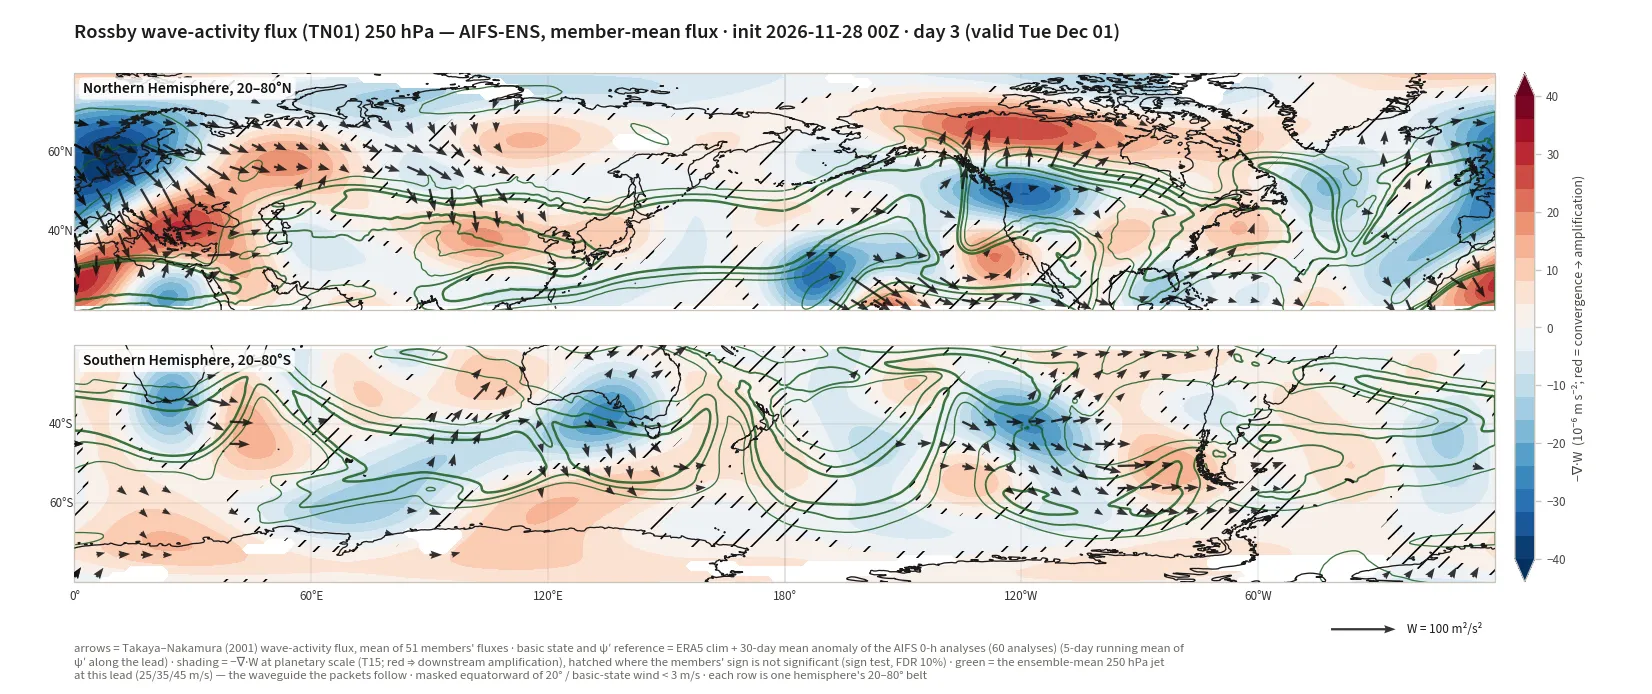 Rossby wave-activity flux (TN01) 250 hPa — AIFS-ENS, member-mean flux · init 2026-11-28 00Z · day 3 (valid Tue Dec 01)
Northern Hemisphere, 20–80°N
60°N
40°N
Southern Hemisphere, 20–80°S
40°S
60°S
0°
60°E
120°E
180°
120°W
60°W
40
30
20
10
0
−10
−20
−30
−40
−∇·W (10⁻⁶ m s⁻²; red = convergence → amplification)
W = 100 m²/s²
arrows = Takaya–Nakamura (2001) wave-activity flux, mean of 51 members' fluxes · basic state and ψ' reference = ERA5 clim + 30-day mean anomaly of the AIFS 0-h analyses (60 analyses) (5-day running mean of
ψ' along the lead) · shading = −∇·W at planetary scale (T15; red ⇒ downstream amplification), hatched where the members' sign is not significant (sign test, FDR 10%) · green = the ensemble-mean 250 hPa jet
at this lead (25/35/45 m/s) — the waveguide the packets follow · masked equatorward of 20° / basic-state wind < 3 m/s · each row is one hemisphere's 20–80° belt